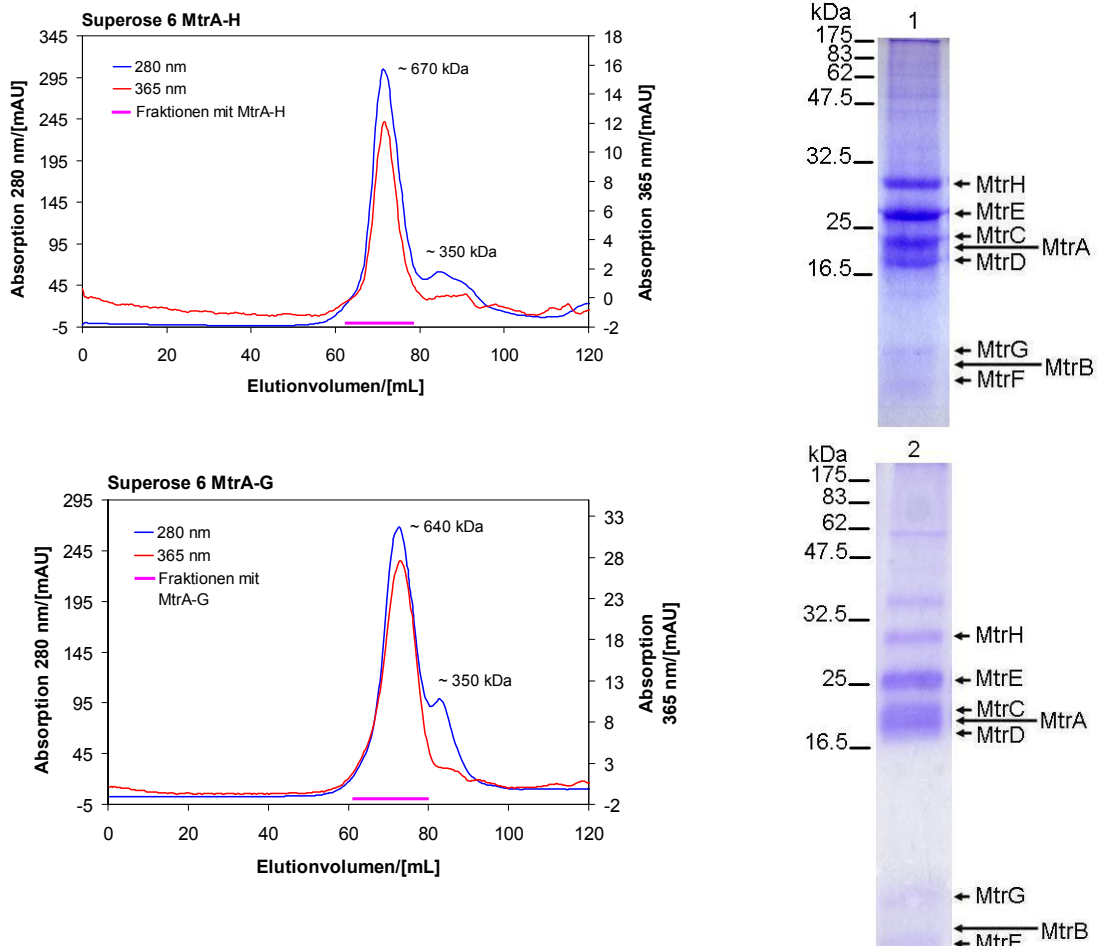 Superose 6 MtrA-H
345
295
245
195
145
95
45
-5
18
16
14
12
10
8
6
4
2
0
-2
0 20 40 60 80 100 120
280 nm
365 nm
Fraktionen mit MtrA-H
~ 670 kDa
~ 350 kDa
Absorption 280 nm/[mAU]
Absorption 365 nm/[mAU]
Elutionvolumen/[mL]
kDa
1
175
83
62
47.5
32.5
25
16.5
MtrH
MtrE
MtrC
MtrA
MtrD
MtrG
MtrB
MtrF
Superose 6 MtrA-G
295
245
195
145
95
45
-5
33
28
23
18
13
8
3
-2
0 20 40 60 80 100 120
280 nm
365 nm
Fraktionen mit
MtrA-G
~ 640 kDa
~ 350 kDa
Absorption 280 nm/[mAU]
Absorption
365 nm/[mAU]
Elutionvolumen/[mL]
kDa
2
175
83
62
47.5
32.5
25
16.5
MtrH
MtrE
MtrC
MtrA
MtrD
MtrG
MtrB
MtrF